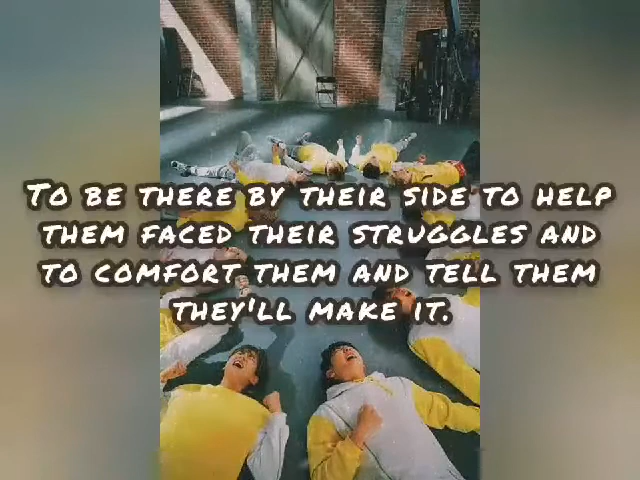 To be there by their side to help
them faced their struggles and
to comfort them and tell them
they'll make it.